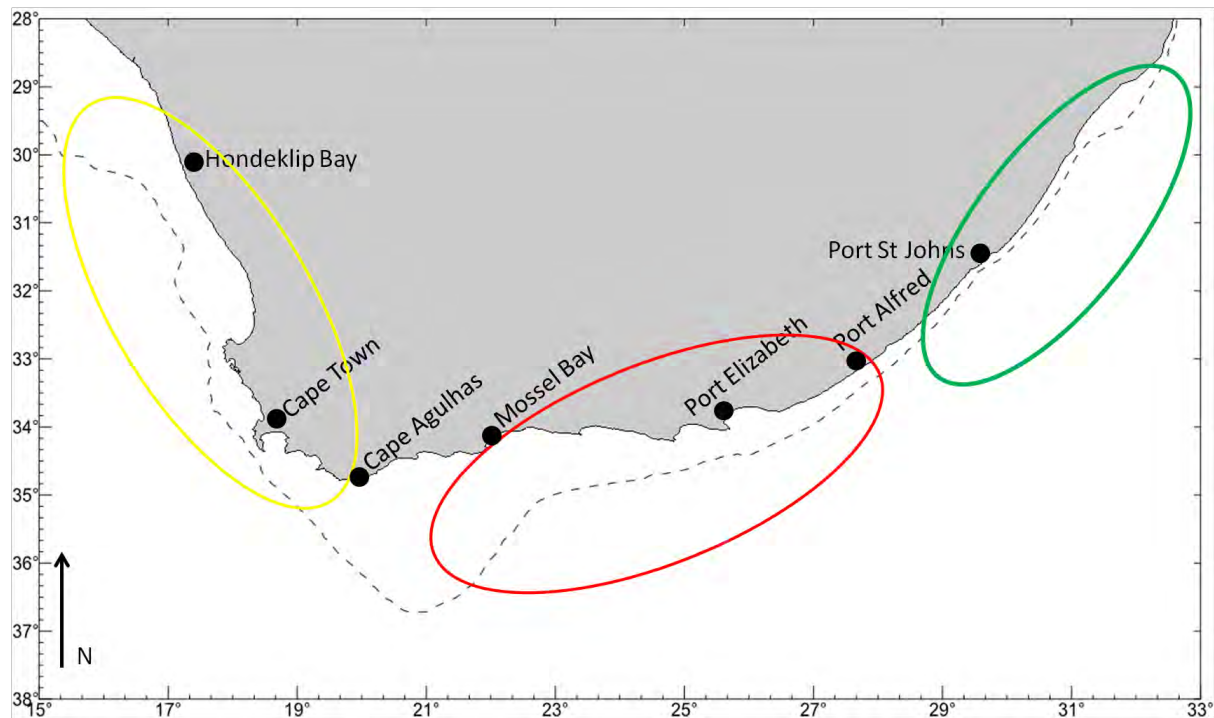 28°
29°
30°
31°
32°
33°
34°
35°
36°
37°
38°
Hondeklip Bay
Cape Town
Cape Agulhas
Mossel Bay
Port Elizabeth
Port Alfred
Port St Johns
N
15°
17
19
21
23
25
27
29
31
33°